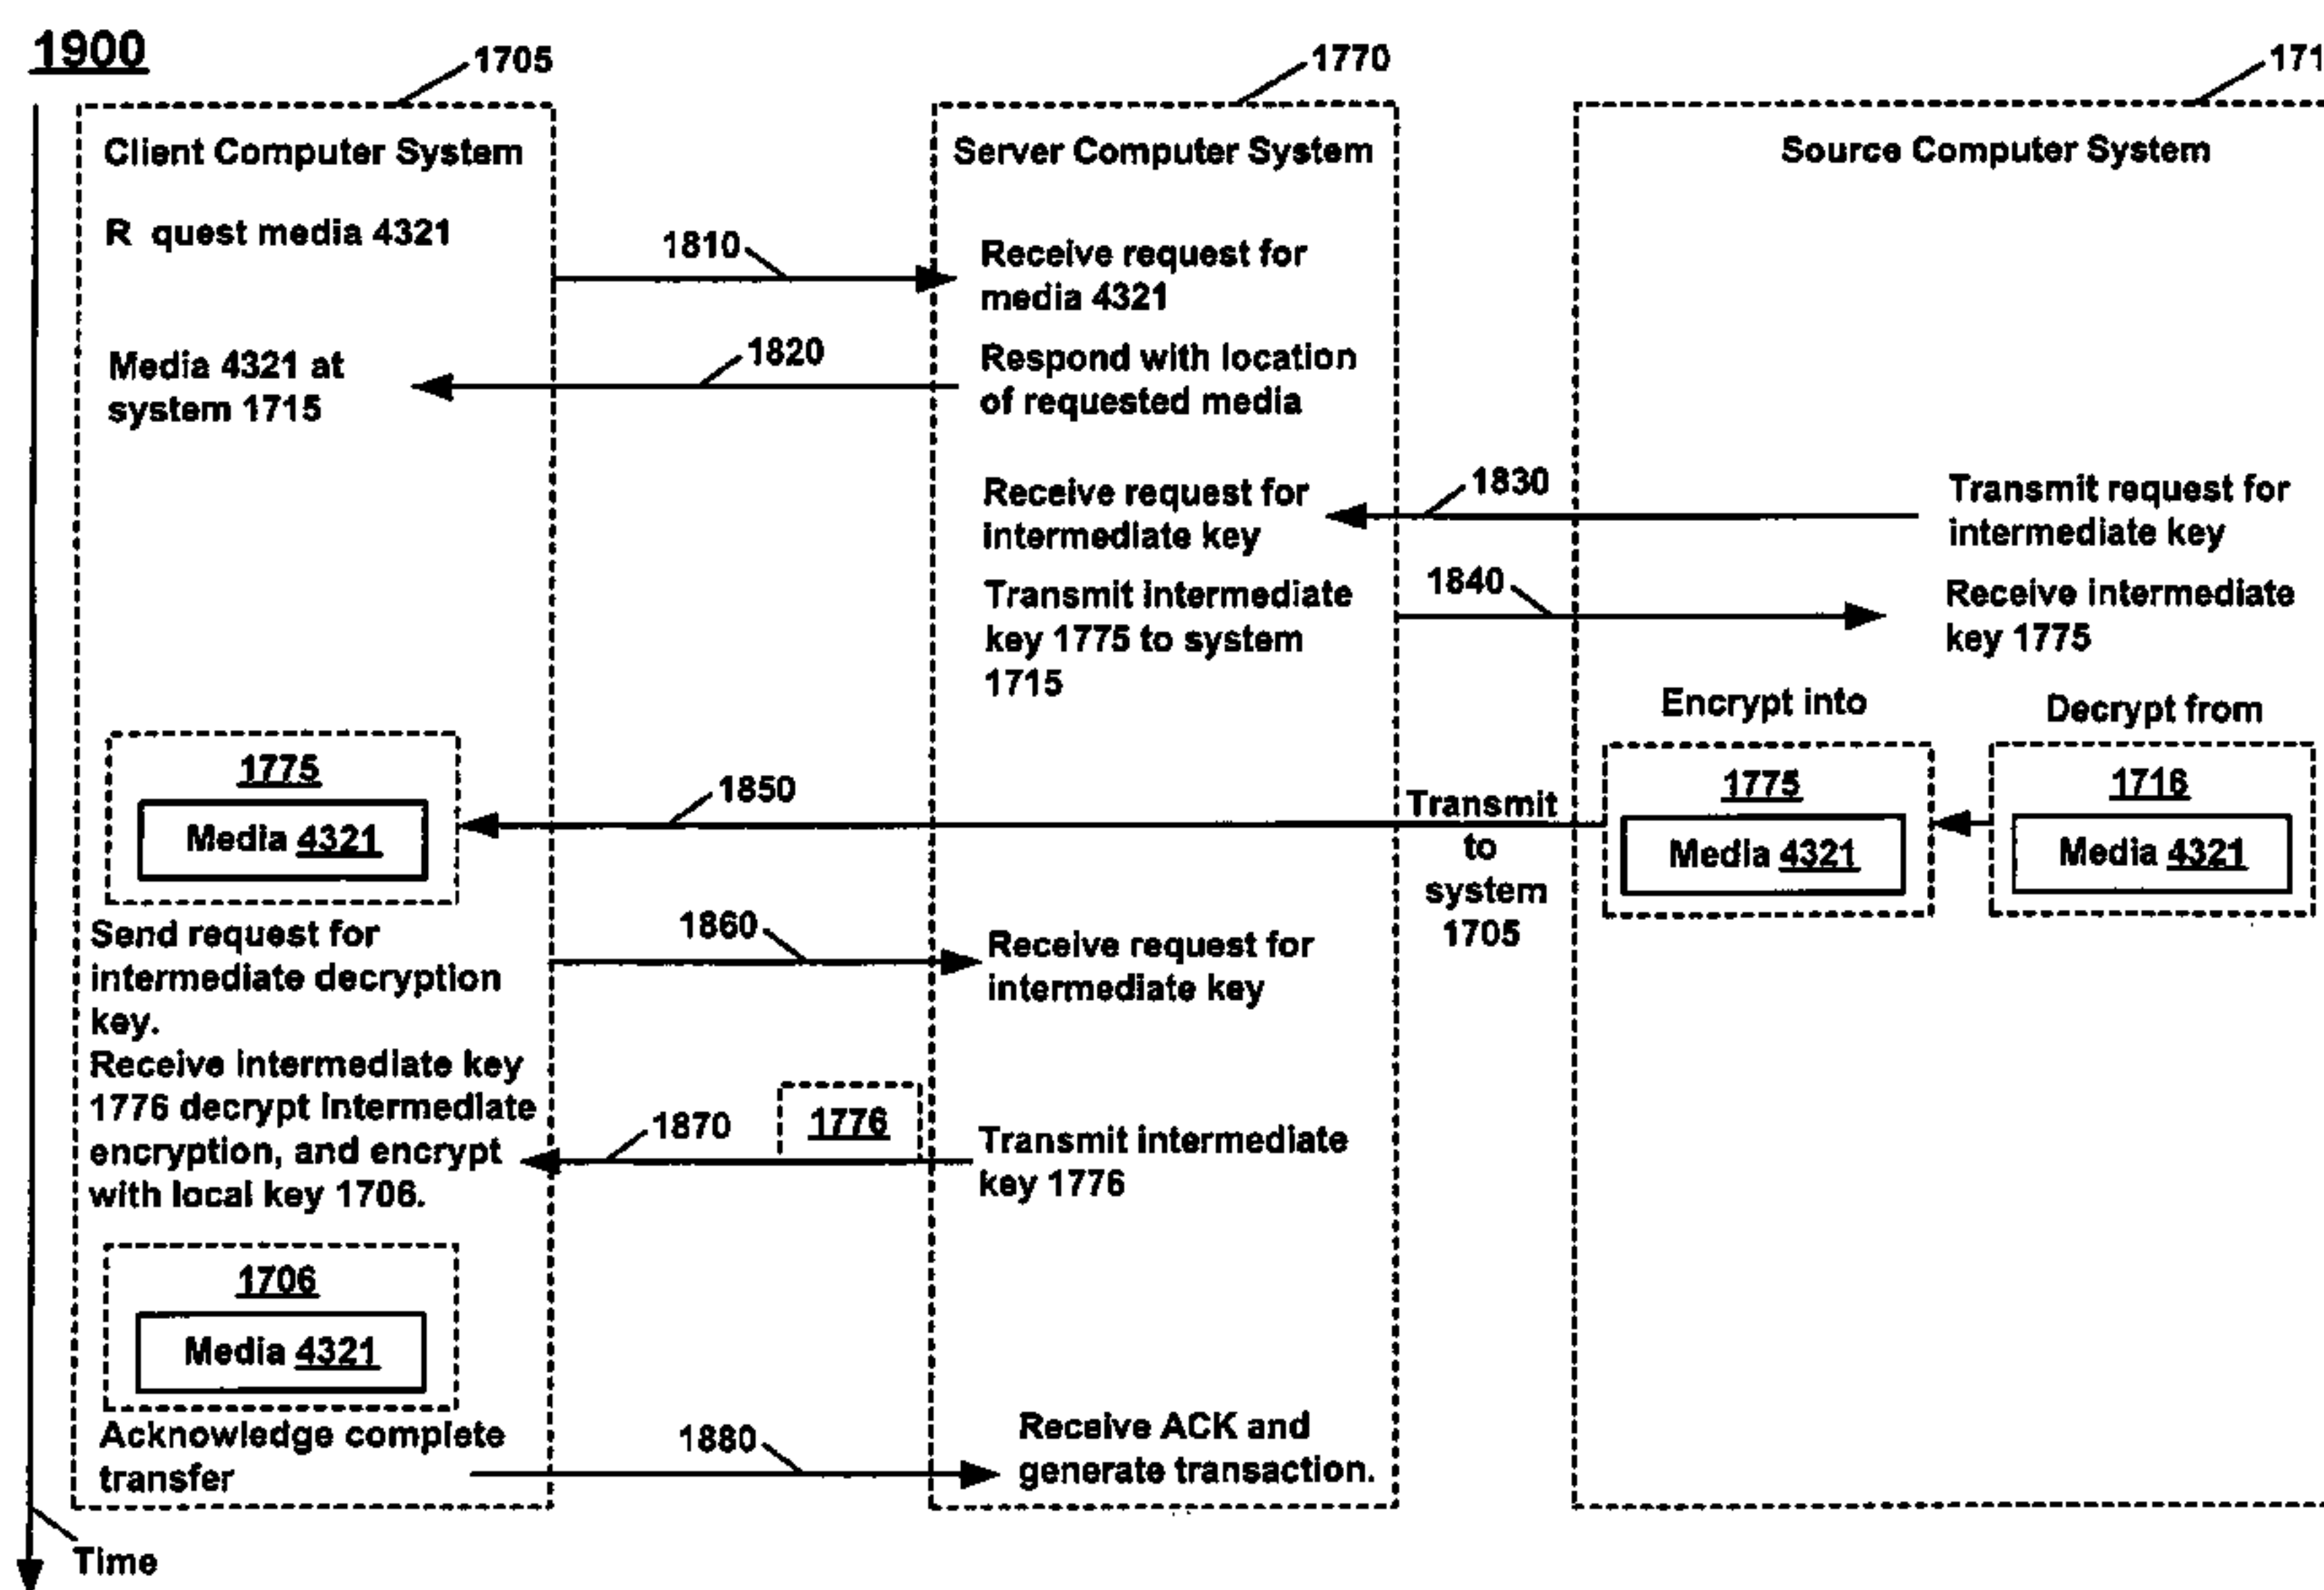 1900
1705
1770
171
Client Computer System
Server Computer System
Source Computer System
R quest media 4321
1810
Receive request for
media 4321
Media 4321 at
system 1715
1820
Respond with location
of requested media
Receive request for
intermediate key
1830
Transmit request for
intermediate key
Transmit intermediate
key 1775 to system
1715
1840
Receive intermediate
key 1775
Encrypt into
Decrypt from
1775
Media 4321
1850
Transmit
to
system
1705
1775
Media 4321
1716
Media 4321
Send request for
intermediate decryption
key.
1860
Receive request for
intermediate key
Receive intermediate key
1776 decrypt intermediate
encryption, and encrypt
with local key 1706.
1870
1776
Transmit intermediate
key 1776
1706
Media 4321
Acknowledge complete
transfer
1880
Receive ACK and
generate transaction.
Time